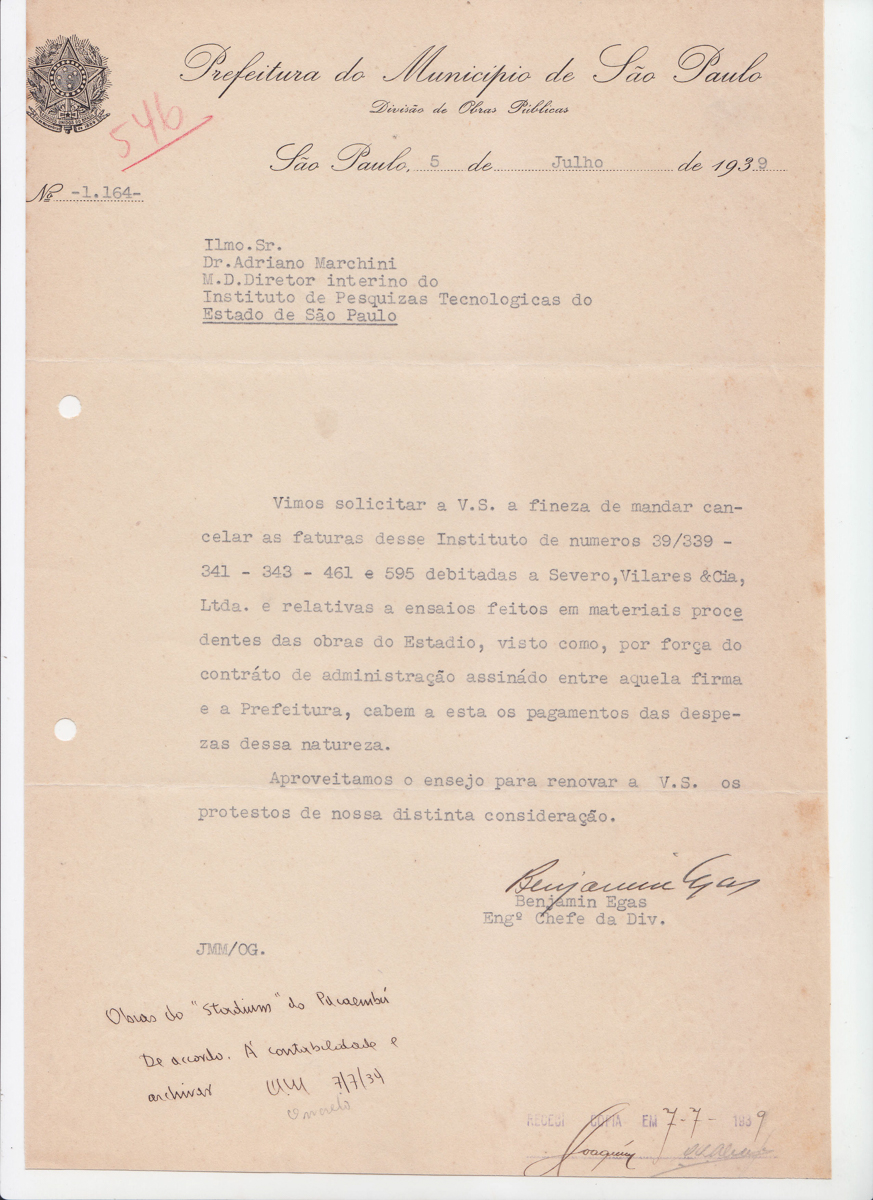 Prefeitura do Município de São Paulo
Divisão de Obras Públicas
546
São Paulo, 5 de Julho de 1939
Nº -1.164-
Ilmo.Sr.
Dr.Adriano Marchini
M.D.Diretor interino do
Instituto de Pesquizas Tecnologicas do
Estado de São Paulo
Vimos solicitar a V.S. a fineza de mandar can-
celar as faturas desse Instituto de numeros 39/339 -
341 - 343 - 461 e 595 debitadas a Severo,Vilares &Cia,
Ltda. e relativas a ensaios feitos em materiais proce
dentes das obras do Estadio, visto como, por força do
contráto de administração assinádo entre aquela firma
e a Prefeitura, cabem a esta os pagamentos das despe-
zas dessa natureza.
Aproveitamos o ensejo para renovar a V.S. os
protestos de nossa distinta consideração.
Benjamin Egas
Benjamin Egas
Engº Chefe da Div.
JMM/OG.
Obras do "Stadium" do Pacaembú
De accordo. Á contabilidade e
archivar 7/7/39
RECEBI COPIA EM 7-7-1939
Joaquim